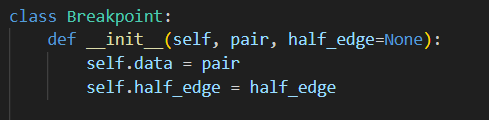 class Breakpoint:
    def __init__(self, pair, half_edge=None):
        self.data = pair
        self.half_edge = half_edge